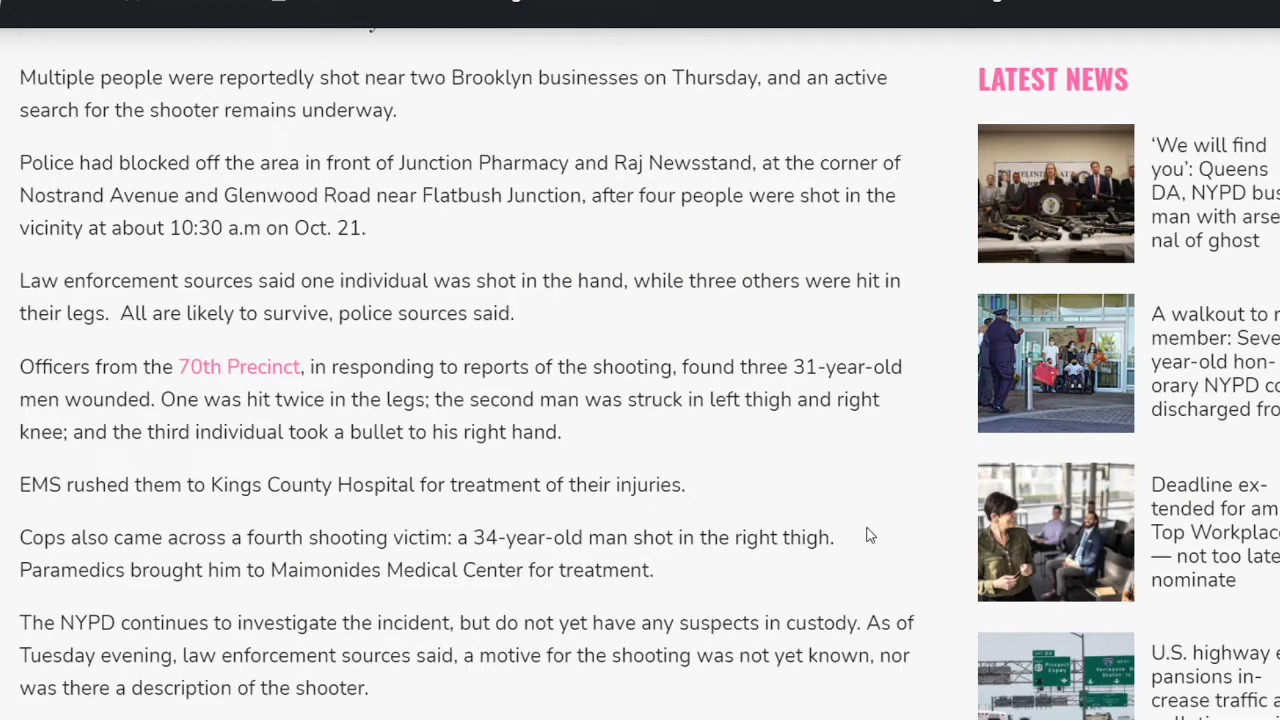 Multiple people were reportedly shot near two Brooklyn businesses on Thursday, and an active
search for the shooter remains underway.
Police had blocked off the area in front of Junction Pharmacy and Raj Newsstand, at the corner of
Nostrand Avenue and Glenwood Road near Flatbush Junction, after four people were shot in the
vicinity at about 10:30 a.m on Oct. 21.
Law enforcement sources said one individual was shot in the hand, while three others were hit in
their legs.  All are likely to survive, police sources said.
Officers from the 70th Precinct, in responding to reports of the shooting, found three 31-year-old
men wounded. One was hit twice in the legs; the second man was struck in left thigh and right
knee; and the third individual took a bullet to his right hand.
EMS rushed them to Kings County Hospital for treatment of their injuries.
Cops also came across a fourth shooting victim: a 34-year-old man shot in the right thigh.
Paramedics brought him to Maimonides Medical Center for treatment.
The NYPD continues to investigate the incident, but do not yet have any suspects in custody. As of
Tuesday evening, law enforcement sources said, a motive for the shooting was not yet known, nor
was there a description of the shooter.
LATEST NEWS
‘We will find
you’: Queens
DA, NYPD bus
man with arse
nal of ghost
A walkout to r
member: Seve
year-old hon-
orary NYPD co
discharged fro
Deadline ex-
tended for am
Top Workplace
— not too late
nominate
U.S. highway e
pansions in-
crease traffic a